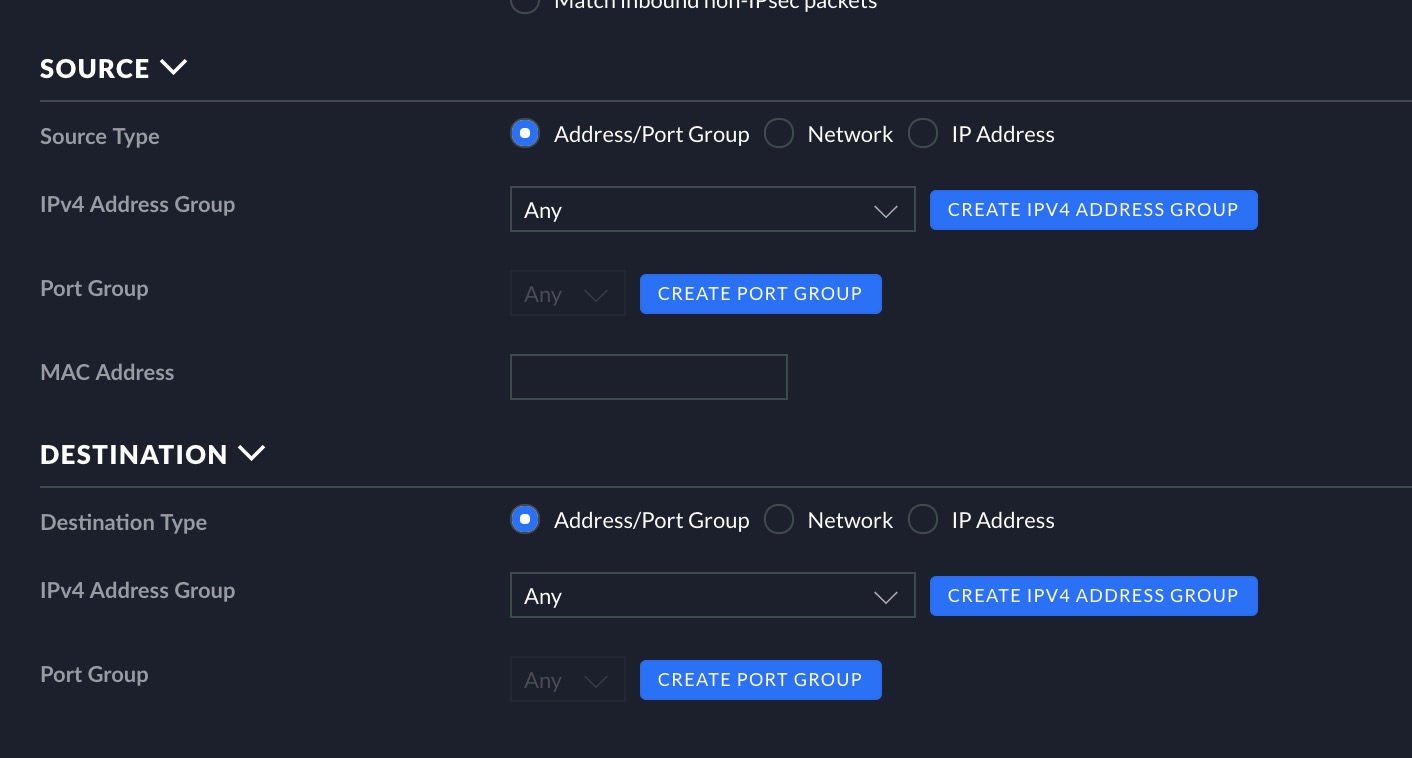 Match inbound non-IPsec packets
SOURCE
Source Type
Address/Port Group Network IP Address
IPv4 Address Group
Any
CREATE IPV4 ADDRESS GROUP
Port Group
Any
CREATE PORT GROUP
MAC Address
DESTINATION
Destination Type
Address/Port Group Network IP Address
IPv4 Address Group
Any
CREATE IPV4 ADDRESS GROUP
Port Group
Any
CREATE PORT GROUP